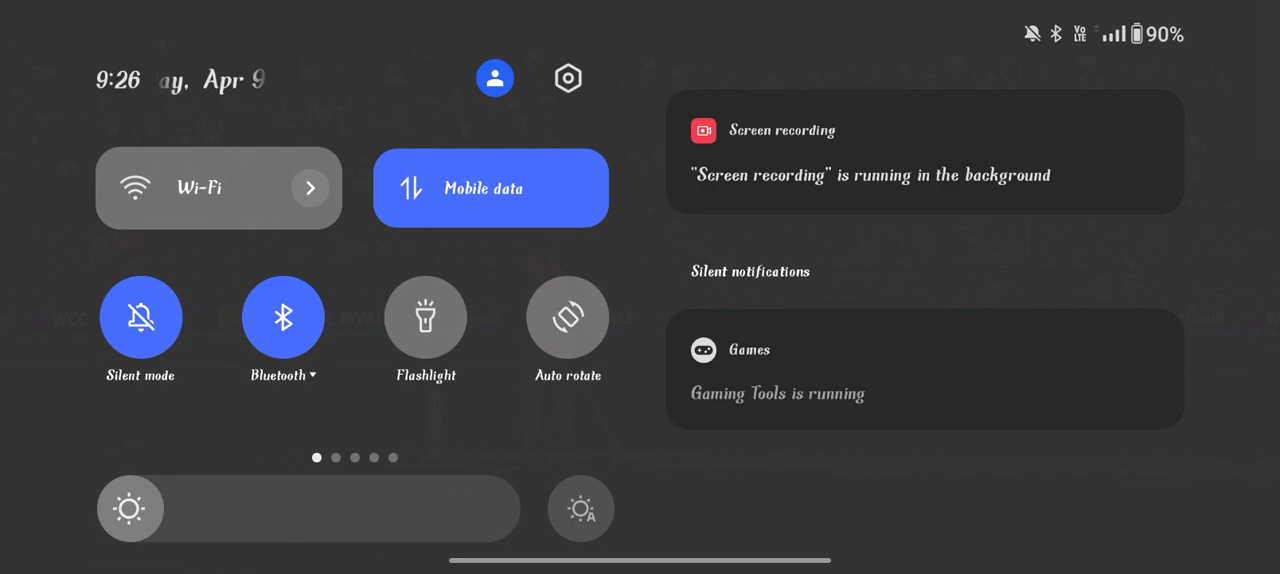 VoLTE 90%
9:26 ay, Apr 9
Wi-Fi
Mobile data
Silent mode
Bluetooth
Flashlight
Auto rotate
A
Screen recording
"Screen recording" is running in the background
Silent notifications
Games
Gaming Tools is running